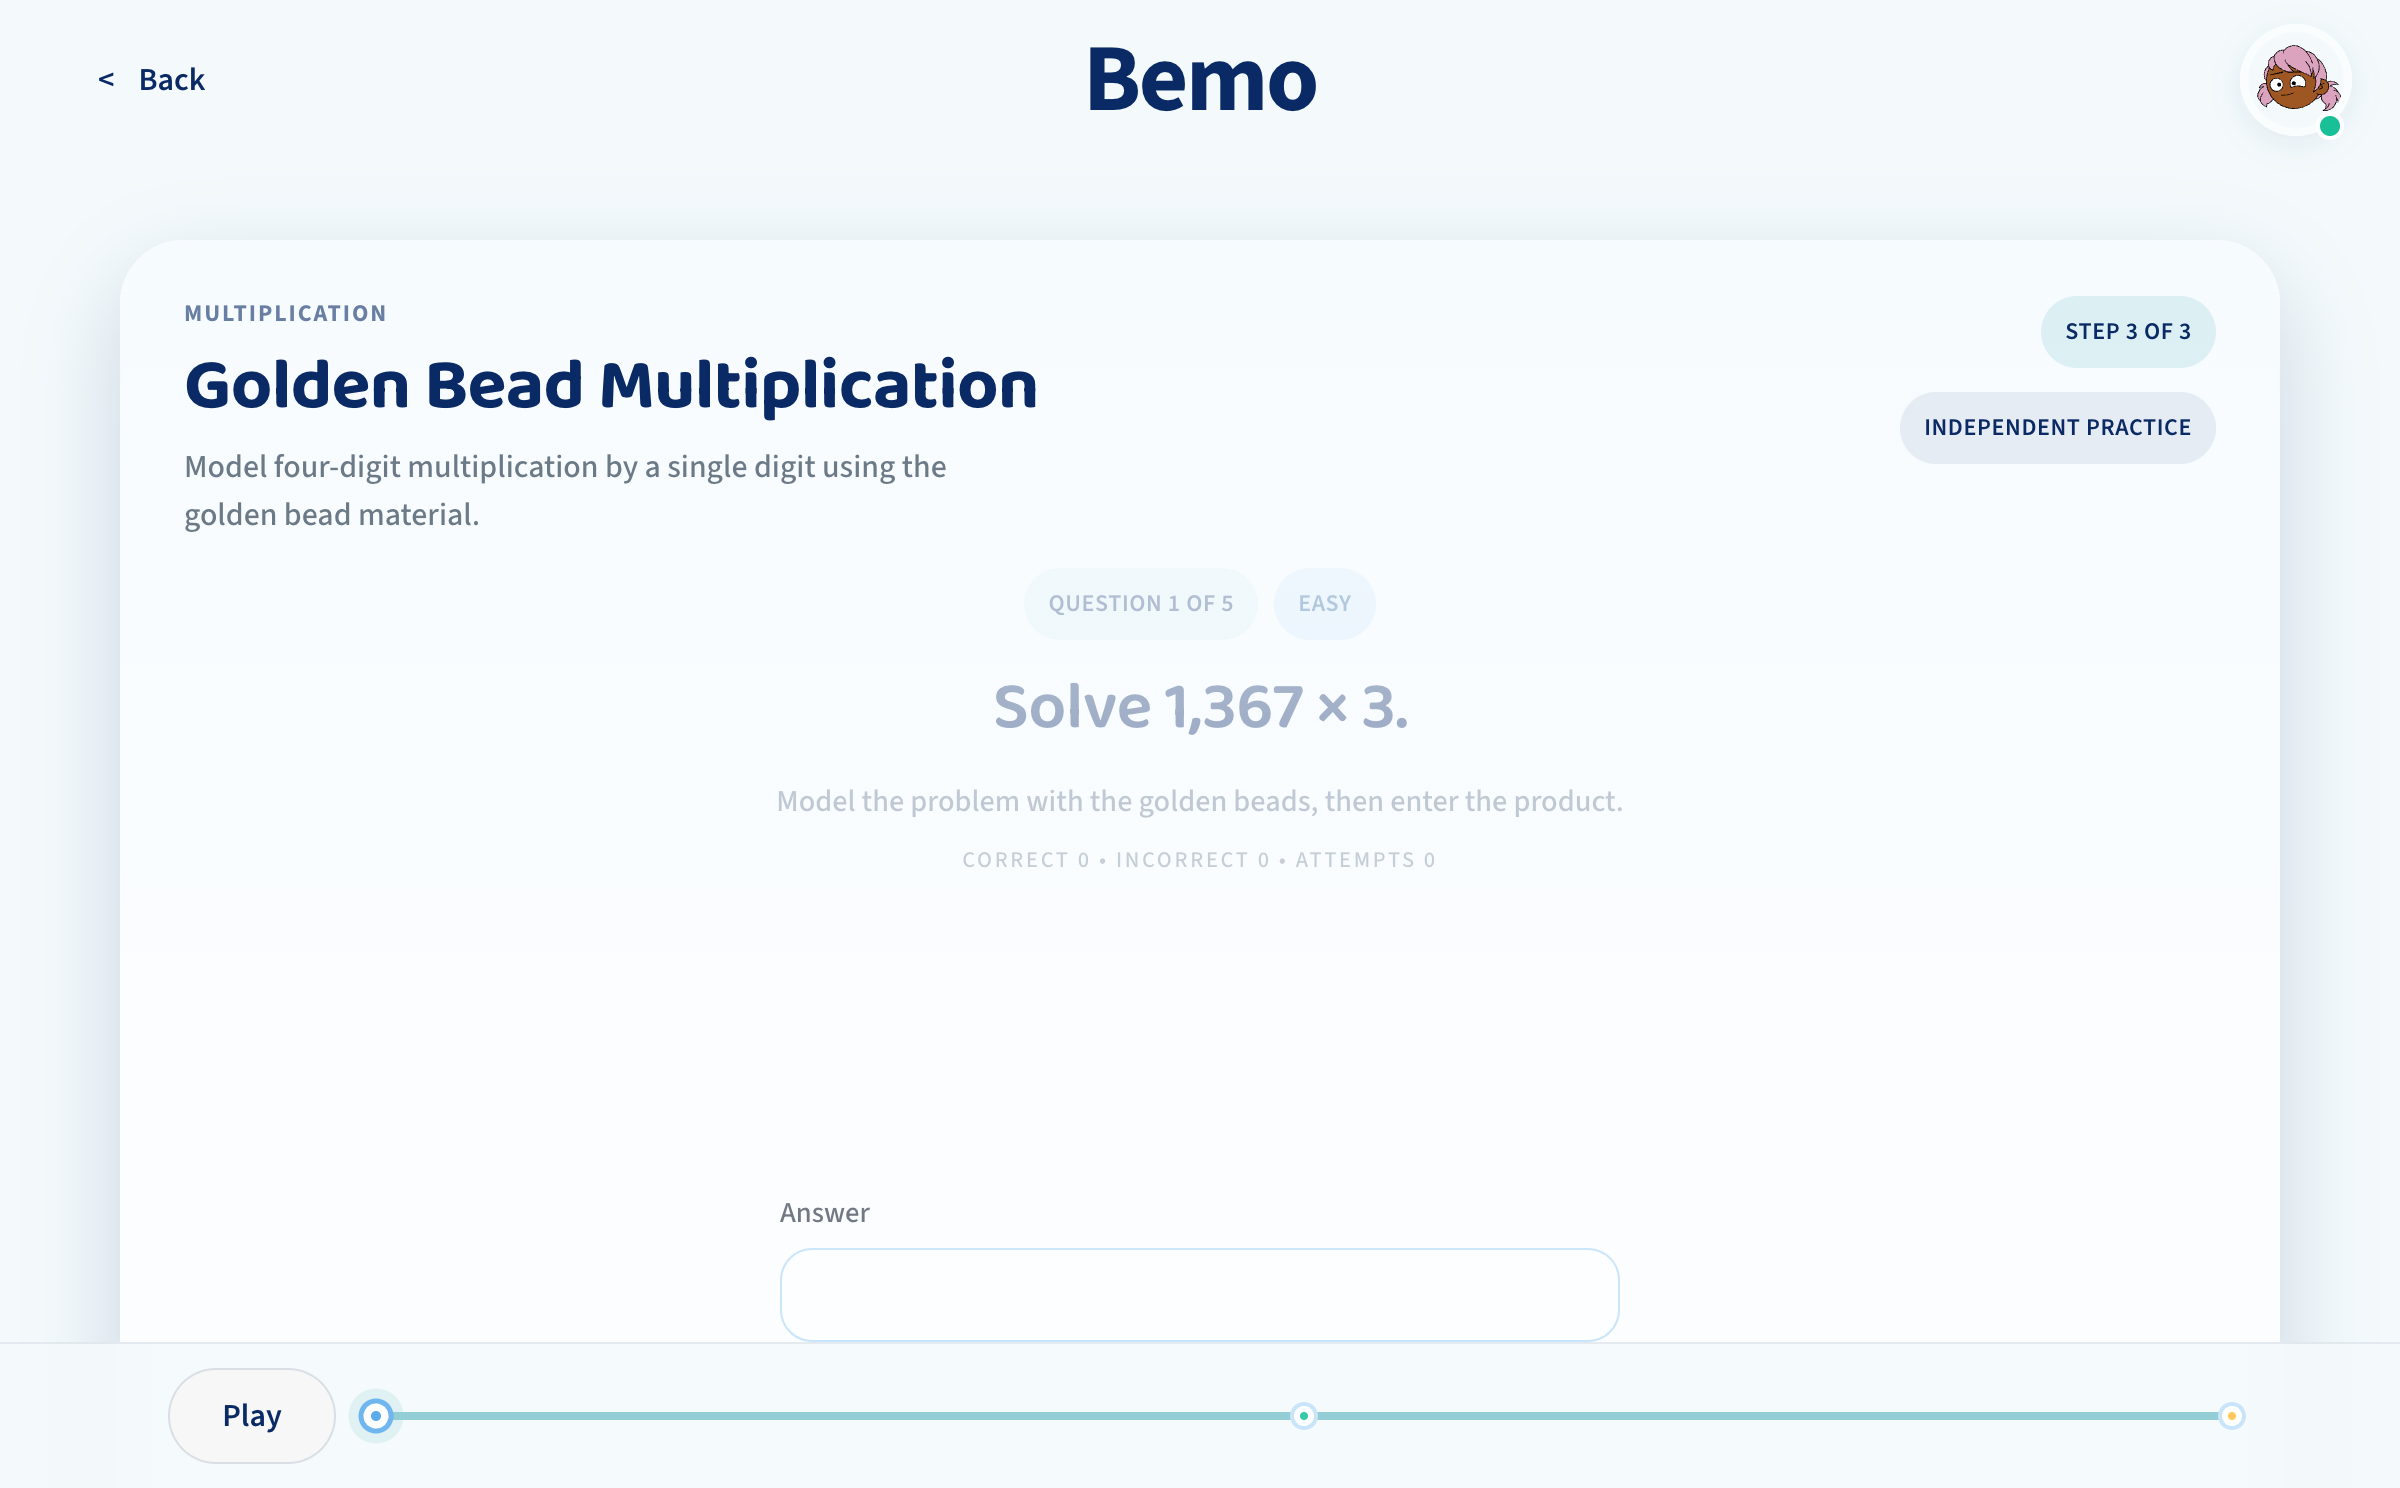 < Back
Bemo
MULTIPLICATION
STEP 3 OF 3
Golden Bead Multiplication
INDEPENDENT PRACTICE
Model four-digit multiplication by a single digit using the
golden bead material.
QUESTION 1 OF 5 EASY
Solve 1,367 × 3.
Model the problem with the golden beads, then enter the product.
CORRECT 0 • INCORRECT 0 • ATTEMPTS 0
Answer
Play